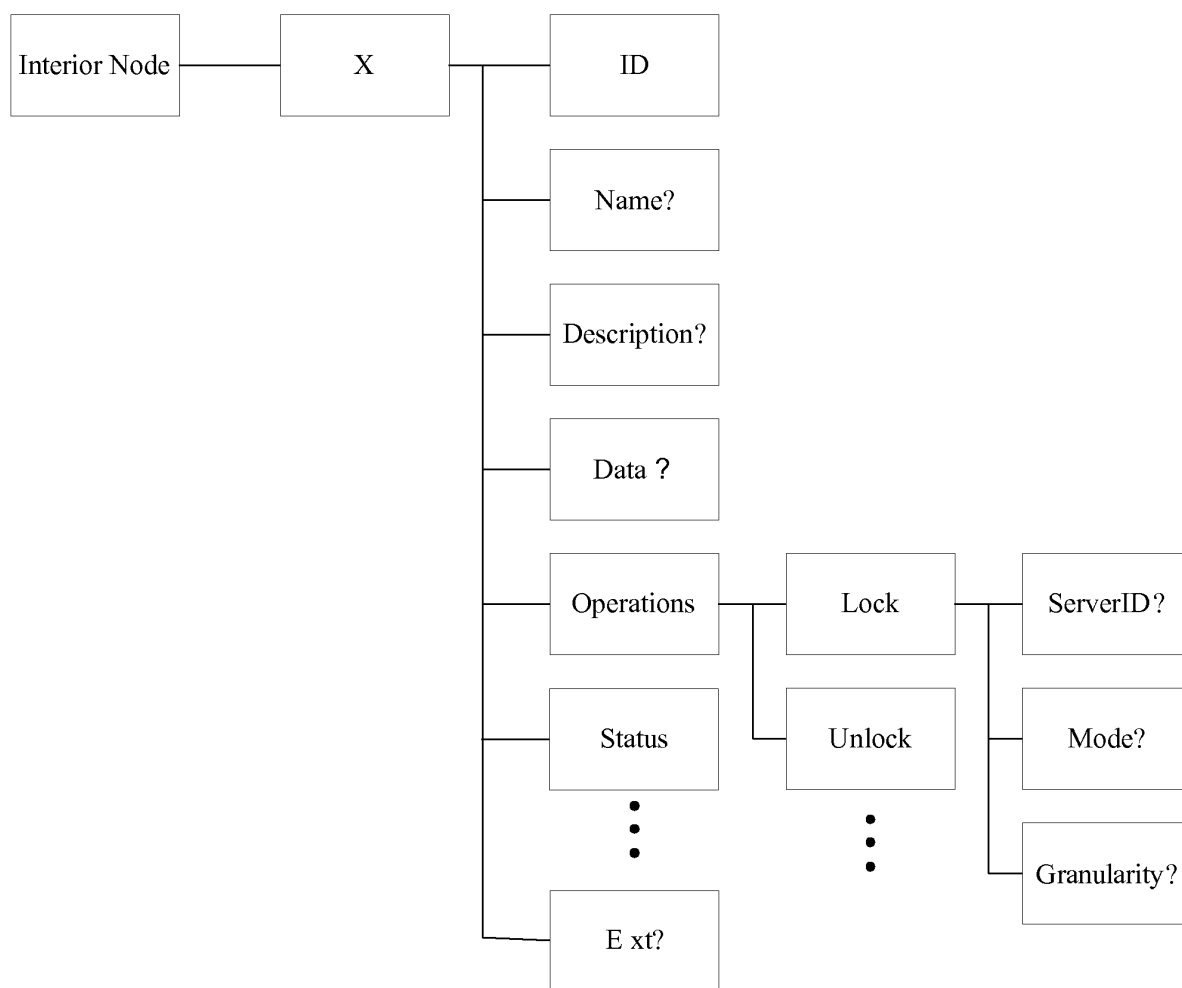 Interior Node
X
ID
Name?
Description?
Data ?
Operations
Lock
ServerID?
Status
Unlock
Mode?
Granularity?
E xt?